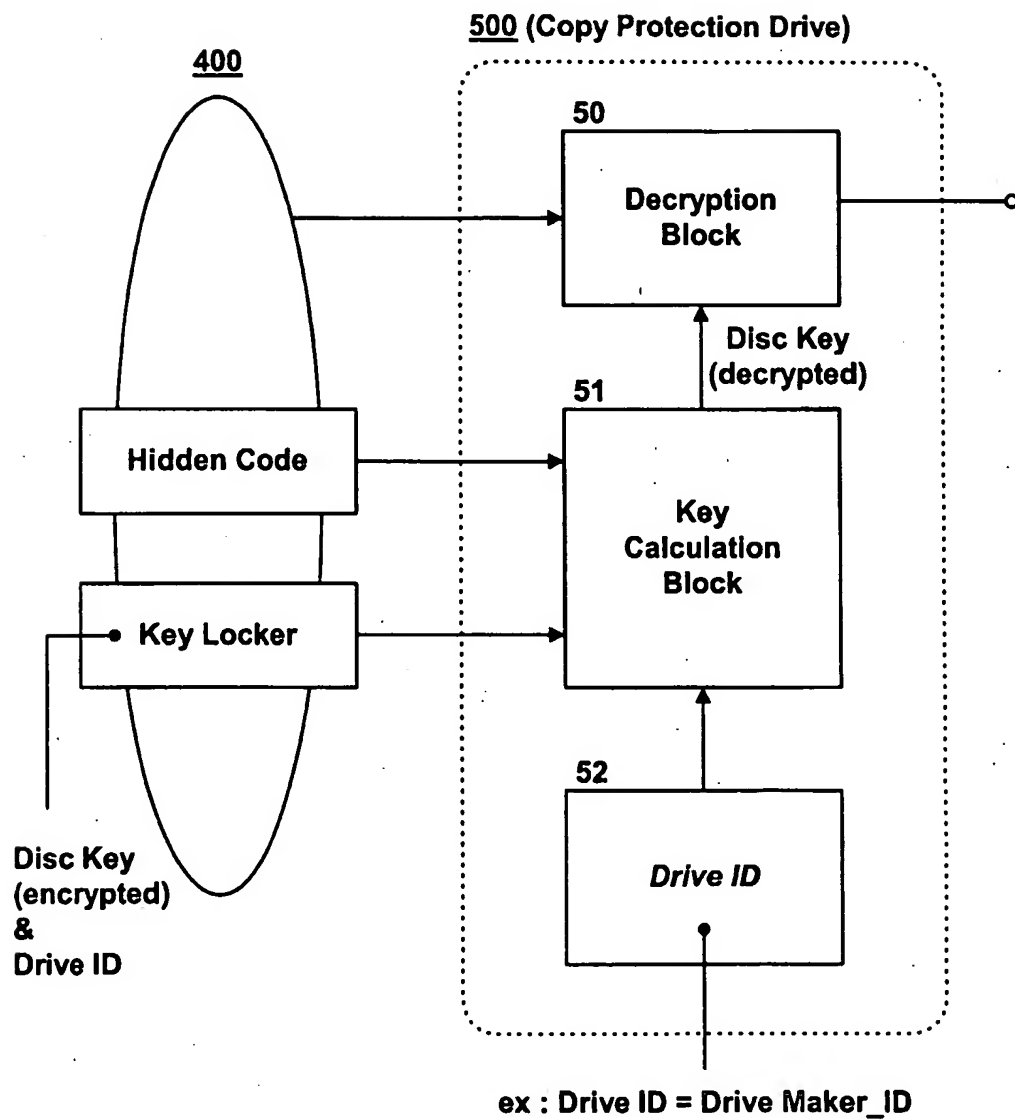 500 (Copy Protection Drive)
400
50
Decryption
Block
Disc Key
(decrypted)
51
Hidden Code
Key
Calculation
Block
Key Locker
52
Drive ID
Disc Key
(encrypted)
&
Drive ID
ex : Drive ID = Drive Maker_ID